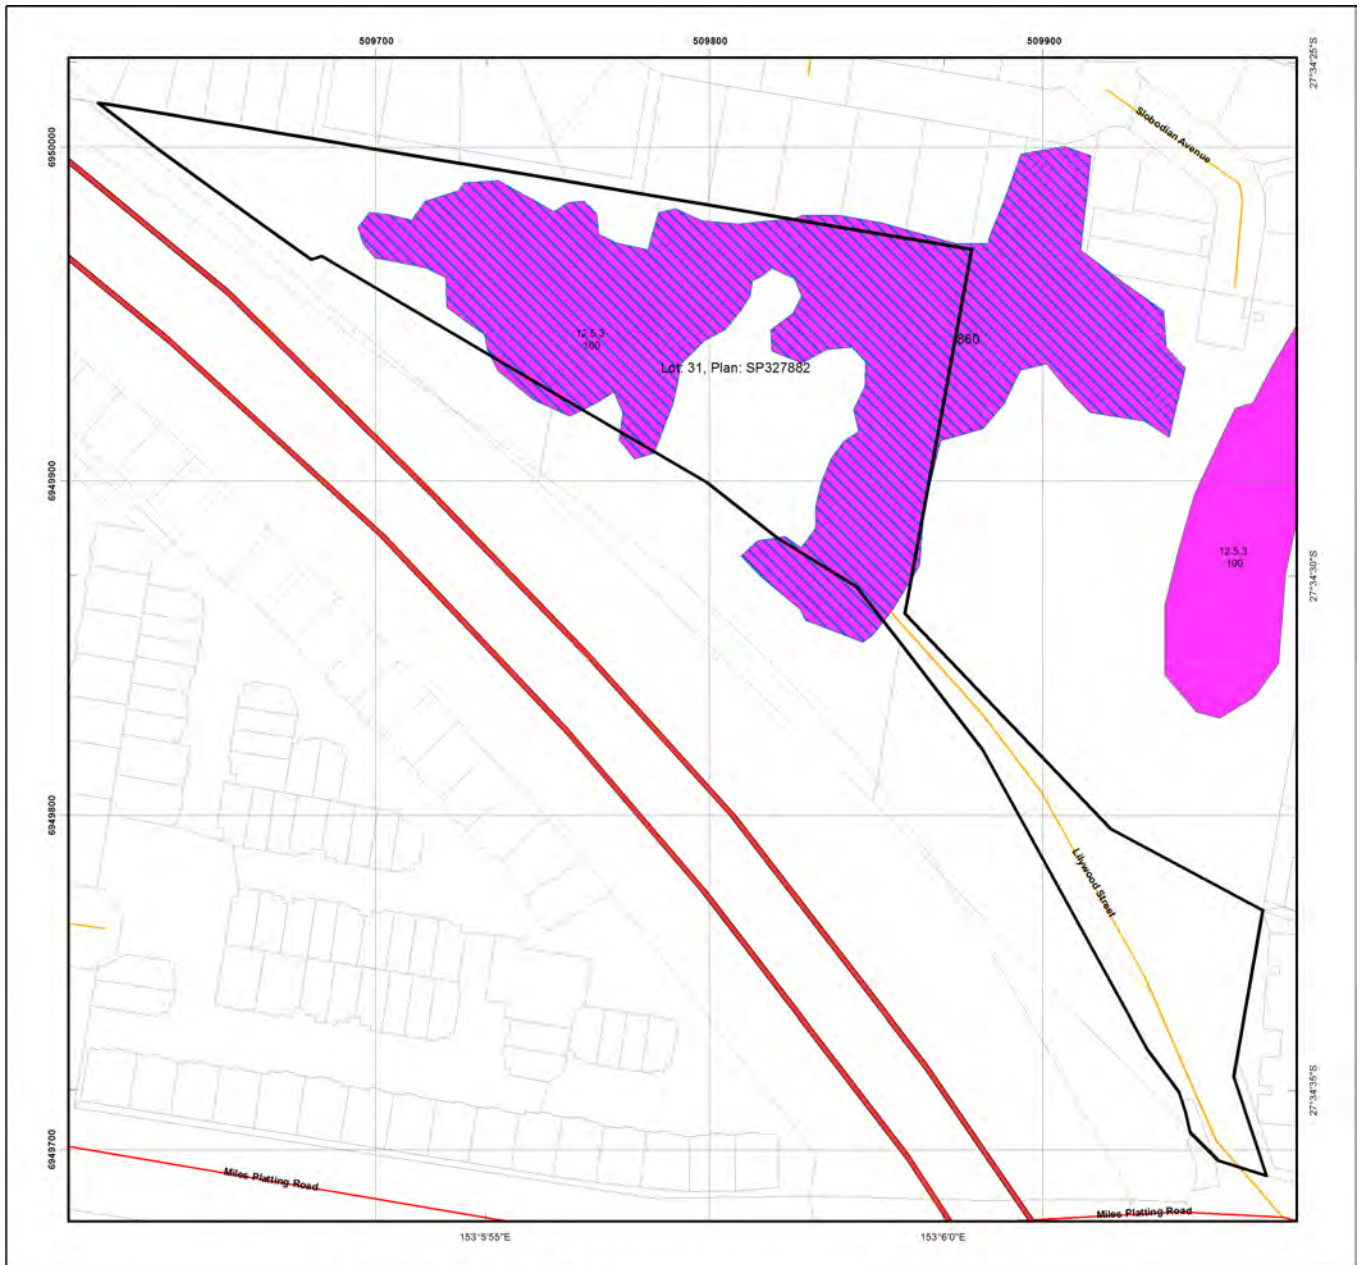 509700
509800
509900
27°34'25"S
Slobodian Avenue
6950000
12.5.3
100
860
Lot: 31, Plan: SP327882
6949900
12.5.3
100
27°34'30"S
6949800
Lilywood Street
27°34'35"S
6949700
Miles Platting Road
Miles Platting Road
153°5'55"E
153°6'0"E